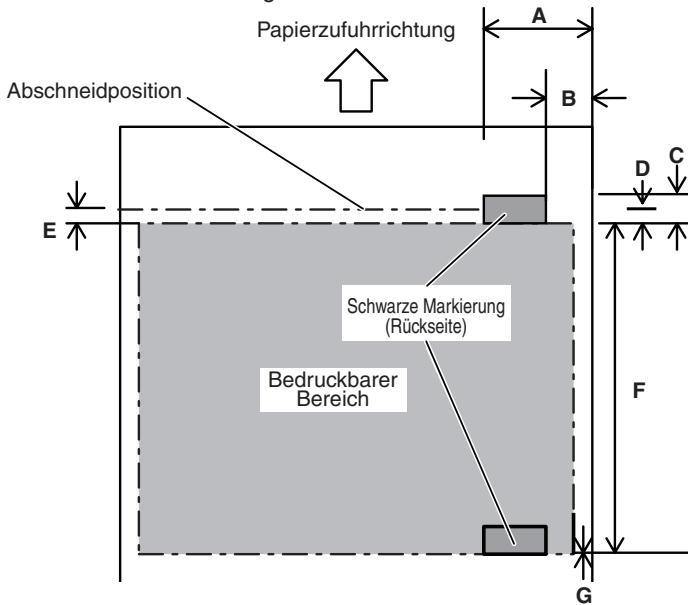 Papierzufuhrrichtung
A
Abschneidposition
B
C
D
E
Schwarze Markierung
(Rückseite)
Bedruckbarer
Bereich
F
G